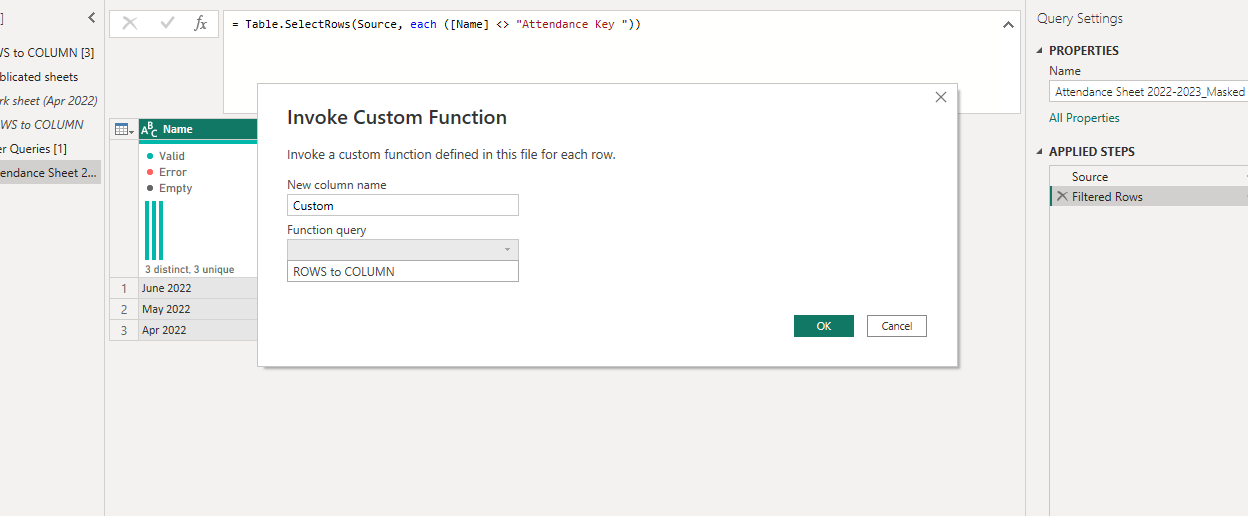 ]
/S to COLUMN [3]
blicated sheets
rk sheet (Apr 2022)
WS to COLUMN
er Queries [1]
endance Sheet 2...
fx
= Table.SelectRows(Source, each ([Name] <> "Attendance Key "))
ABC Name
Valid
Error
Empty
3 distinct, 3 unique
1 June 2022
2 May 2022
3 Apr 2022
Invoke Custom Function
Invoke a custom function defined in this file for each row.
New column name
Custom
Function query
ROWS to COLUMN
OK Cancel
Query Settings
PROPERTIES
Name
Attendance Sheet 2022-2023_Masked
All Properties
APPLIED STEPS
Source
Filtered Rows